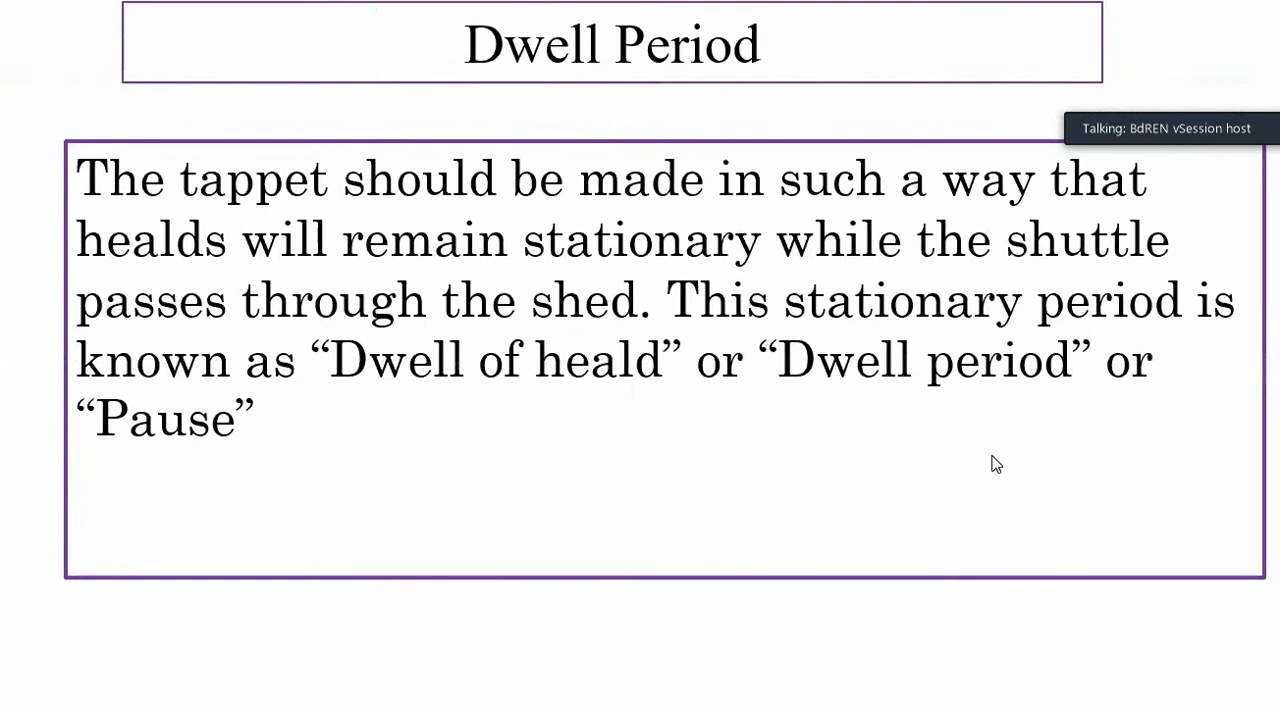 Dwell Period
Talking: BdREN vSession host
The tappet should be made in such a way that
healds will remain stationary while the shuttle
passes through the shed. This stationary period is
known as “Dwell of heald” or “Dwell period” or
“Pause”